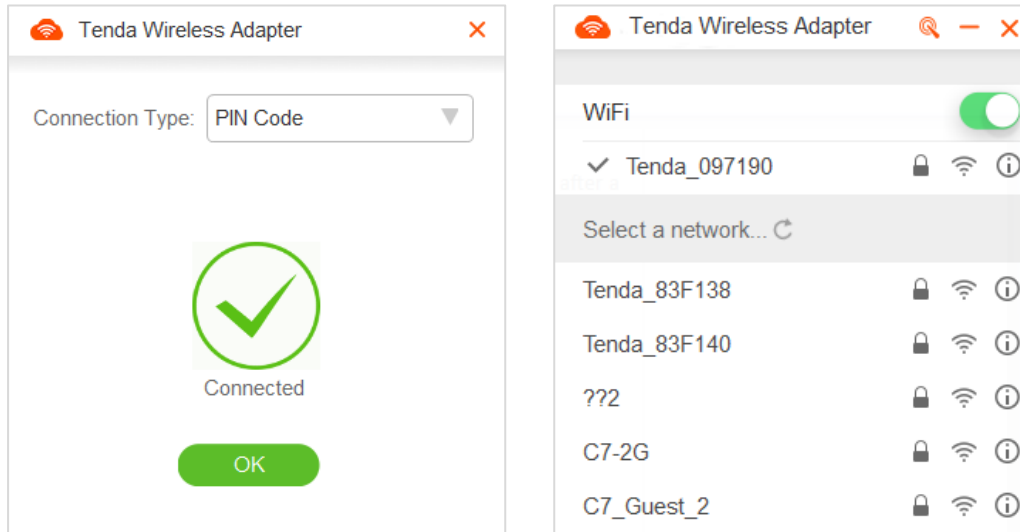 Tenda Wireless Adapter
Connection Type: PIN Code
Connected
OK
Tenda Wireless Adapter
WiFi
Tenda_097190
after a
Select a network...
Tenda_83F138
Tenda_83F140
??2
C7-2G
C7_Guest_2